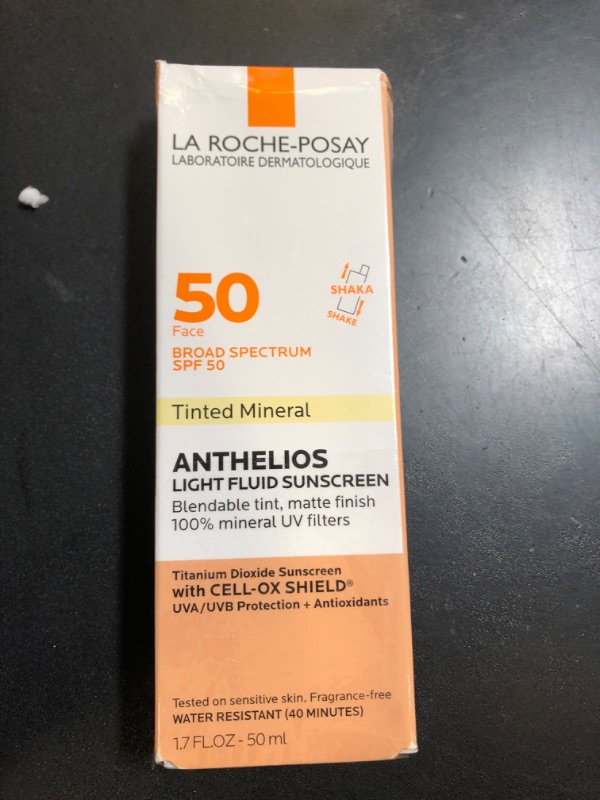 LA ROCHE-POSAY
LABORATOIRE DERMATOLOGIQUE
50
Face
BROAD SPECTRUM
SPF 50
SHAKA
SHAKE
Tinted Mineral
ANTHELIOS
LIGHT FLUID SUNSCREEN
Blendable tint, matte finish
100% mineral UV filters
Titanium Dioxide Sunscreen
with CELL-OX SHIELD®
UVA/UVB Protection + Antioxidants
Tested on sensitive skin. Fragrance-free
WATER RESISTANT (40 MINUTES)
1.7 FL.OZ - 50 ml